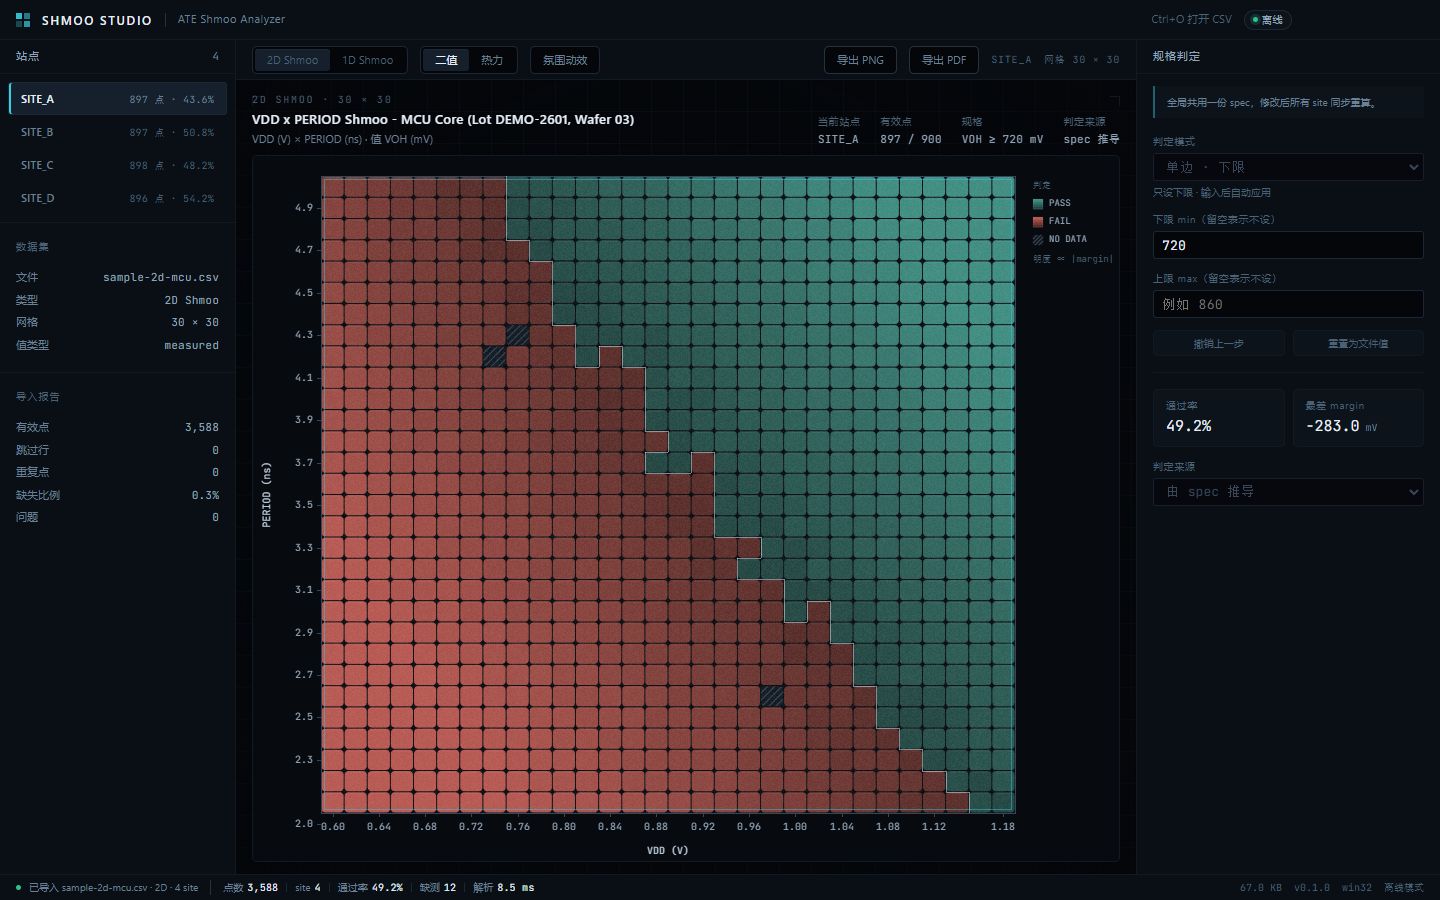 SHMOO STUDIO
ATE Shmoo Analyzer
Ctrl+O 打开 CSV
离线
站点
4
SITE_A
897 点 · 43.6%
SITE_B
897 点 · 50.8%
SITE_C
898 点 · 48.2%
SITE_D
896 点 · 54.2%
数据集
文件
sample-2d-mcu.csv
类型
2D Shmoo
网格
30 × 30
值类型
measured
导入报告
有效点
3,588
跳过行
0
重复点
0
缺失比例
0.3%
问题
0
2D Shmoo
1D Shmoo
二值
热力
氛围动效
导出 PNG
导出 PDF
SITE_A 网格 30 × 30
2D SHMOO · 30 × 30
VDD x PERIOD Shmoo - MCU Core (Lot DEMO-2601, Wafer 03)
VDD (V) × PERIOD (ns) · 值 VOH (mV)
当前站点
SITE_A
有效点
897 / 900
规格
VOH ≥ 720 mV
判定来源
spec 推导
PERIOD (ns)
4.9
4.7
4.5
4.3
4.1
3.9
3.7
3.5
3.3
3.1
2.9
2.7
2.5
2.3
2.0
0.60
0.64
0.68
0.72
0.76
0.80
0.84
0.88
0.92
0.96
1.00
1.04
1.08
1.12
1.18
VDD (V)
判定
PASS
FAIL
NO DATA
明度 ∝ |margin|
规格判定
全局共用一份 spec，修改后所有 site 同步重算。
判定模式
单边 · 下限
只设下限 · 输入后自动应用
下限 min（留空表示不设）
720
上限 max（留空表示不设）
例如 860
撤销上一步
重置为文件值
通过率
49.2%
最差 margin
-283.0 mV
判定来源
由 spec 推导
已导入 sample-2d-mcu.csv · 2D · 4 site
点数 3,588
site 4
通过率 49.2%
缺测 12
解析 8.5 ms
67.0 KB
v0.1.0
win32
离线模式